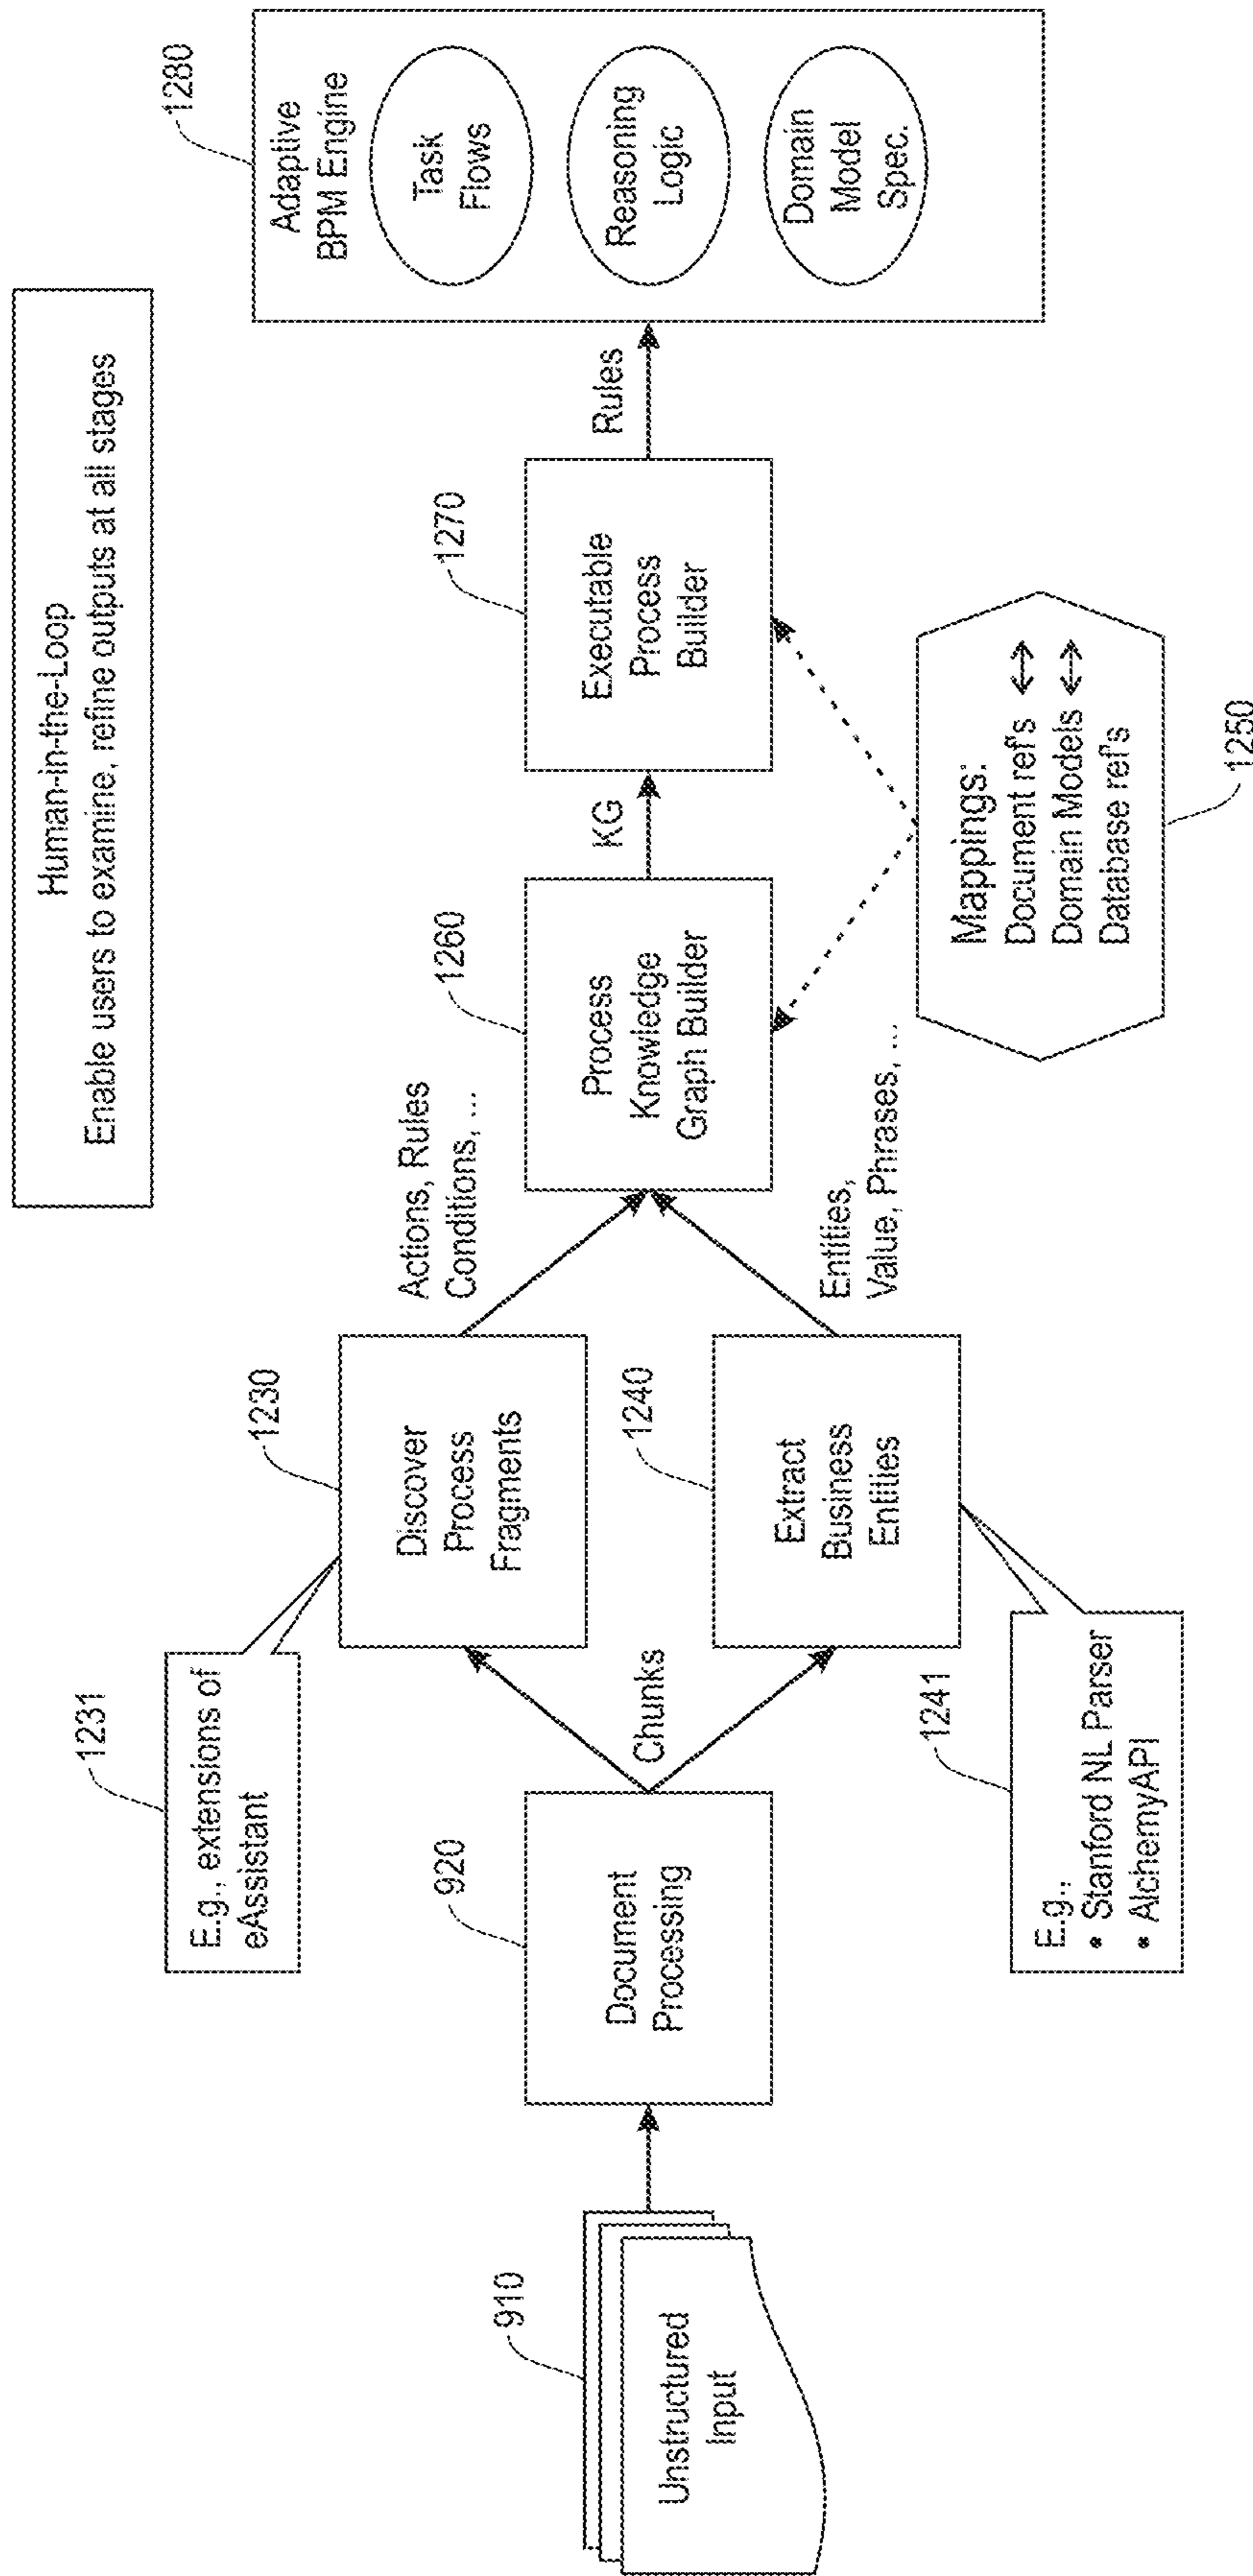 Human-in-the-Loop
Enable users to examine, refine outputs at all stages
910
Unstructured
Input
920
Document
Processing
Chunks
1231
E.g., extensions of
eAssistant
1230
Discover
Process
Fragments
Actions, Rules
Conditions, ...
1240
Extract
Business
Entities
1241
E.g.,
• Stanford NL Parser
• AlchemyAPI
Entities,
Value, Phrases, ...
1260
Process
Knowledge
Graph Builder
KG
1270
Executable
Process
Builder
Rules
Mappings:
Document ref's ↔
Domain Models ↔
Database ref's
1250
1280
Adaptive
BPM Engine
Task
Flows
Reasoning
Logic
Domain
Model
Spec.